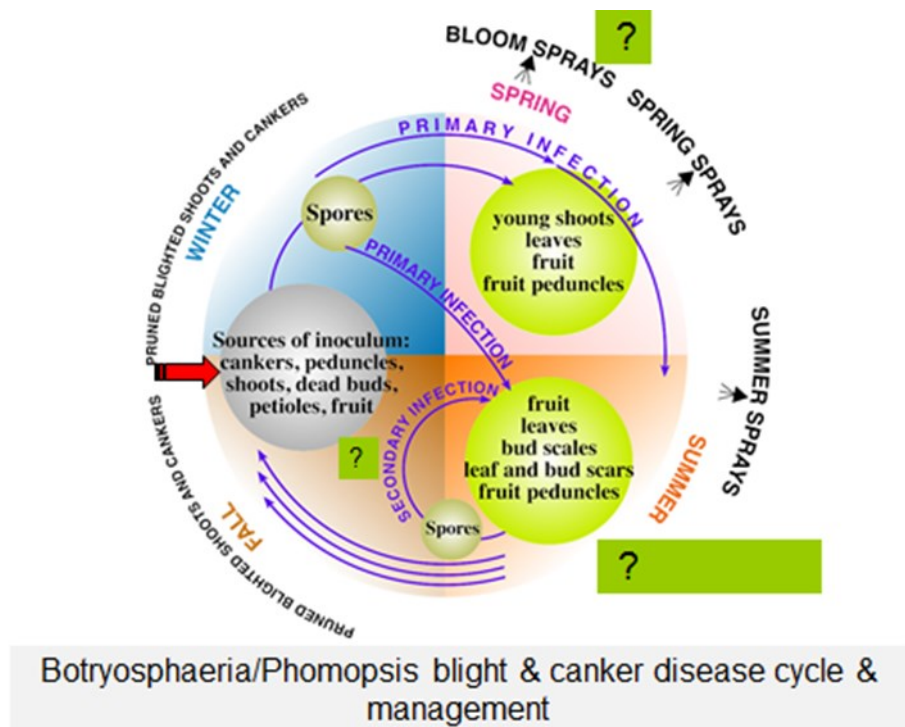 ?
BLOOM SPRAYS
SPRING SPRAYS
SUMMER SPRAYS
SPRING
PRUNED BLIGHTED SHOOTS AND CANKERS
WINTER
PRIMARY INFECTION
Spores
young shoots
leaves
fruit
fruit peduncles
PRIMARY INFECTION
Sources of inoculum:
cankers, peduncles,
shoots, dead buds,
petioles, fruit
SECONDARY INFECTION
fruit
leaves
bud scales
leaf and bud scars
fruit peduncles
?
Spores
SUMMER
FALL
PRUNED BLIGHTED SHOOTS AND CANKERS
?
Botryosphaeria/Phomopsis blight & canker disease cycle &
management